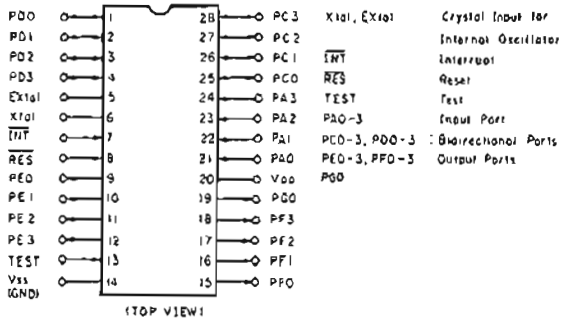 PD0 1 28 PC3 Xtal, EXtal Crystal Input for
PD1 2 27 PC2 Internal Oscillator
PD2 3 26 PC1 INT Interrupt
PD3 4 25 PC0 RES Reset
EXtal 5 24 PA3 TEST Test
Xtal 6 23 PA2 PA0-3 Input Port
INT 7 22 PA1 PC0-3, PD0-3 : Bidirectional Ports
RES 8 21 PA0 PE0-3, PF0-3 Output Ports
PE0 9 20 VDD PG0
PE1 10 19 PG0
PE2 11 18 PF3
PE3 12 17 PF2
TEST 13 16 PF1
Vss 14 15 PF0
(GND)
(TOP VIEW)